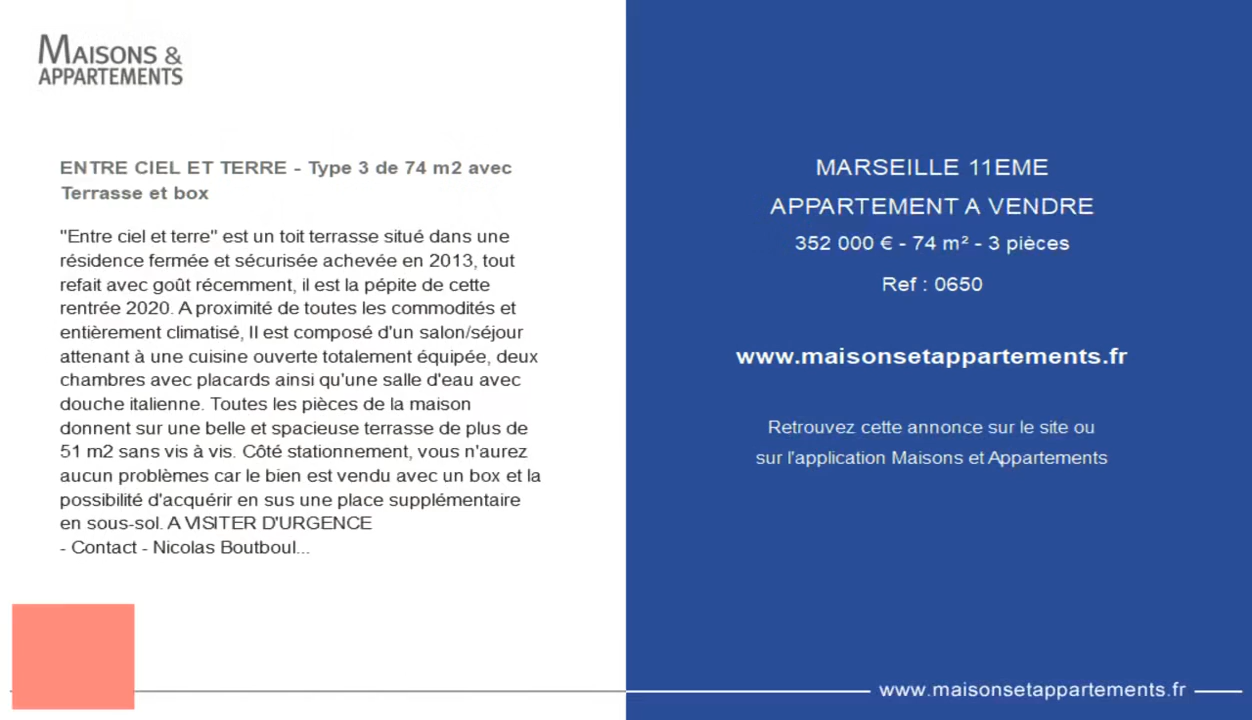 MAISONS &
APPARTEMENTS
ENTRE CIEL ET TERRE - Type 3 de 74 m2 avec
Terrasse et box
"Entre ciel et terre" est un toit terrasse situé dans une
résidence fermée et sécurisée achevée en 2013, tout
refait avec goût récemment, il est la pépite de cette
rentrée 2020. A proximité de toutes les commodités et
entièrement climatisé, Il est composé d'un salon/séjour
attenant à une cuisine ouverte totalement équipée, deux
chambres avec placards ainsi qu'une salle d'eau avec
douche italienne. Toutes les pièces de la maison
donnent sur une belle et spacieuse terrasse de plus de
51 m2 sans vis à vis. Côté stationnement, vous n'aurez
aucun problèmes car le bien est vendu avec un box et la
possibilité d'acquérir en sus une place supplémentaire
en sous-sol. A VISITER D'URGENCE
- Contact - Nicolas Boutboul...
MARSEILLE 11EME
APPARTEMENT A VENDRE
352 000 € - 74 m² - 3 pièces
Ref : 0650
www.maisonsetappartements.fr
Retrouvez cette annonce sur le site ou
sur l'application Maisons et Appartements
www.maisonsetappartements.fr